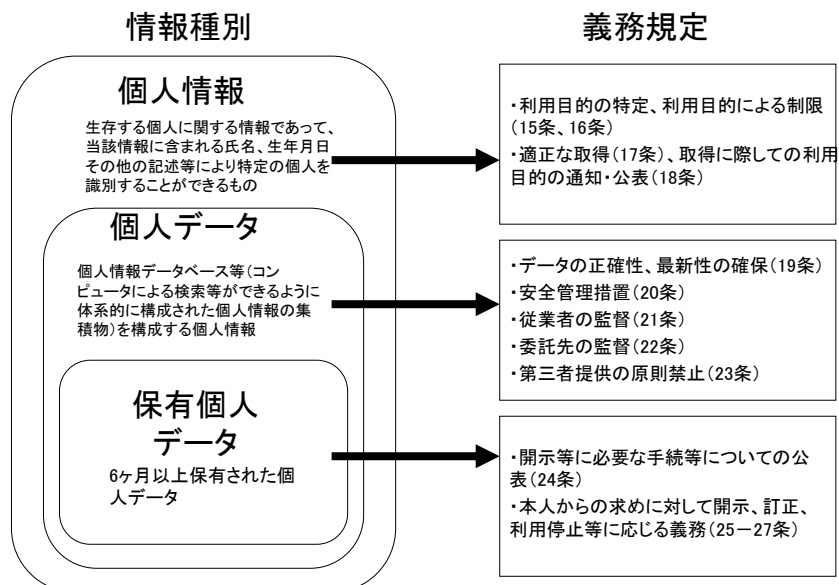 情報種別
義務規定
個人情報
生存する個人に関する情報であって、
当該情報に含まれる氏名、生年月日
その他の記述等により特定の個人を
識別することができるもの
・利用目的の特定、利用目的による制限
(15条、16条)
・適正な取得(17条)、取得に際しての利用
目的の通知・公表(18条)
個人データ
個人情報データベース等(コン
ピュータによる検索等ができるように
体系的に構成された個人情報の集
積物)を構成する個人情報
・データの正確性、最新性の確保(19条)
・安全管理措置(20条)
・従業者の監督(21条)
・委託先の監督(22条)
・第三者提供の原則禁止(23条)
保有個人
データ
6ヶ月以上保有された個
人データ
・開示等に必要な手続等についての公
表(24条)
・本人からの求めに対して開示、訂正、
利用停止等に応じる義務(25－27条)